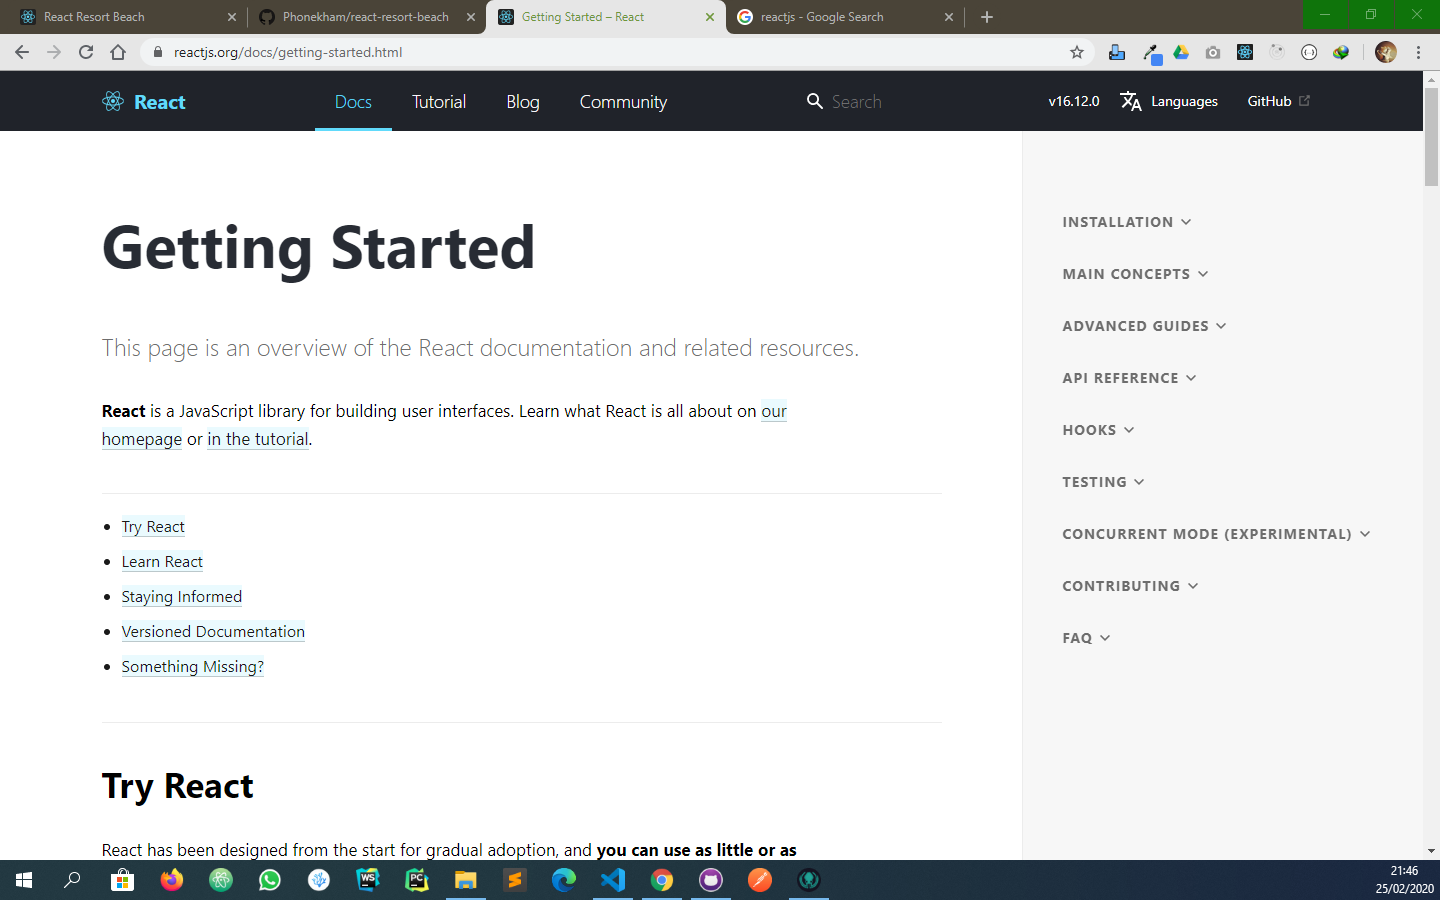 React Resort Beach
Phonekham/react-resort-beach
Getting Started – React
reactjs - Google Search
reactjs.org/docs/getting-started.html
React
Docs
Tutorial
Blog
Community
Search
v16.12.0
Languages
GitHub
Getting Started
This page is an overview of the React documentation and related resources.
React is a JavaScript library for building user interfaces. Learn what React is all about on our
homepage or in the tutorial.
Try React
Learn React
Staying Informed
Versioned Documentation
Something Missing?
Try React
React has been designed from the start for gradual adoption, and you can use as little or as
INSTALLATION
MAIN CONCEPTS
ADVANCED GUIDES
API REFERENCE
HOOKS
TESTING
CONCURRENT MODE (EXPERIMENTAL)
CONTRIBUTING
FAQ
WS
PC
21:46
25/02/2020